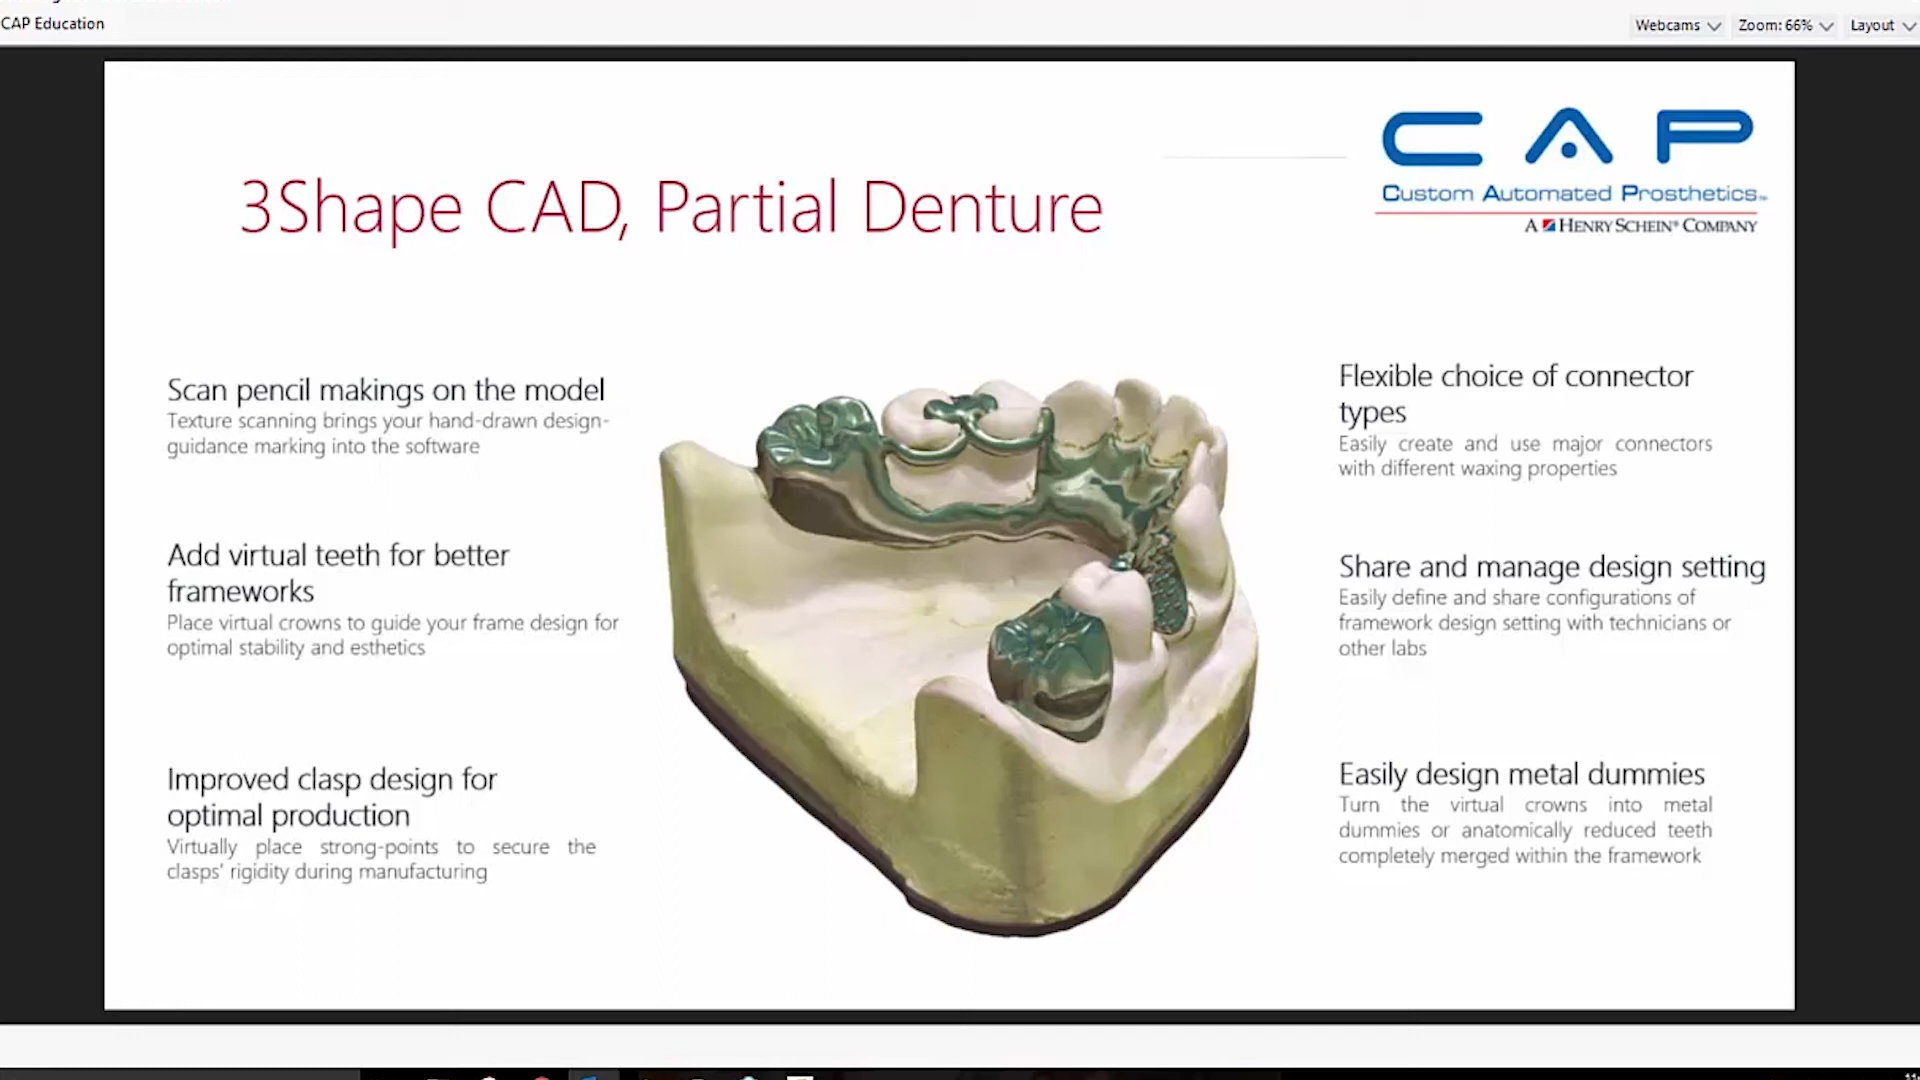 CAP Education
Webcams
Zoom: 66%
Layout
CAP
Custom Automated Prosthetics™
A HENRY SCHEIN® COMPANY
3Shape CAD, Partial Denture
Scan pencil makings on the model
Texture scanning brings your hand-drawn design-
guidance marking into the software
Add virtual teeth for better
frameworks
Place virtual crowns to guide your frame design for
optimal stability and esthetics
Improved clasp design for
optimal production
Virtually place strong-points to secure the
clasps' rigidity during manufacturing
Flexible choice of connector
types
Easily create and use major connectors
with different waxing properties
Share and manage design setting
Easily define and share configurations of
framework design setting with technicians or
other labs
Easily design metal dummies
Turn the virtual crowns into metal
dummies or anatomically reduced teeth
completely merged within the framework